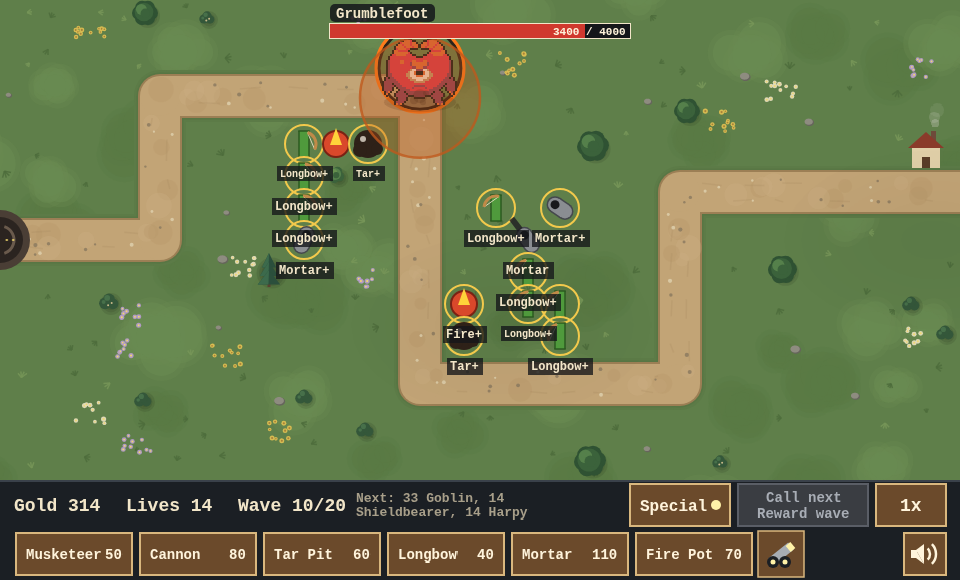 Grumblefoot
3400 / 4000
Longbow+
Tar+
Longbow+
Longbow+
Mortar+
Longbow+
Mortar+
Mortar
Longbow+
Fire+
Longbow+
Tar+
Longbow+
Gold 314
Lives 14
Wave 10/20
Next: 33 Goblin, 14
Shieldbearer, 14 Harpy
Special
Call next
Reward wave
1x
Musketeer 50
Cannon 80
Tar Pit 60
Longbow 40
Mortar 110
Fire Pot 70